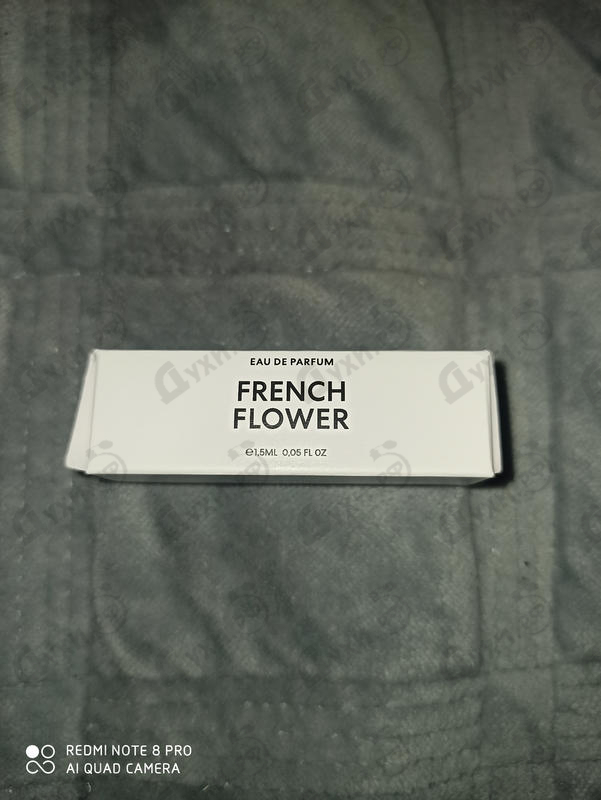 EAU DE PARFUM
FRENCH
FLOWER
℮1,5ML 0,05 FL OZ
REDMI NOTE 8 PRO
AI QUAD CAMERA